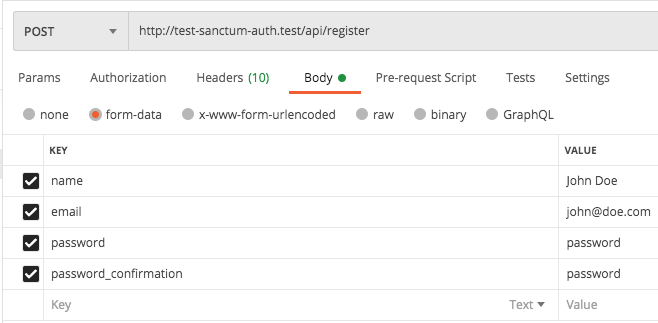 POST http://test-sanctum-auth.test/api/register
Params Authorization Headers (10) Body Pre-request Script Tests Settings
none form-data x-www-form-urlencoded raw binary GraphQL
KEY VALUE
name John Doe
email john@doe.com
password password
password_confirmation password
Key Text Value